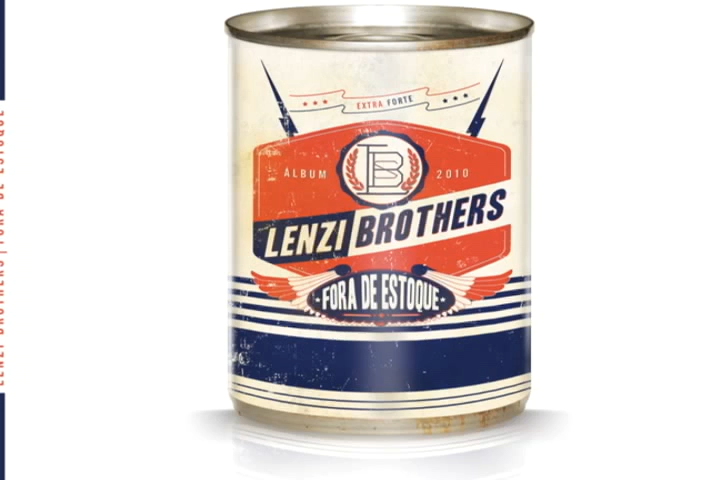 EXTRA FORTE
ÁLBUM 2010
LB
LENZI BROTHERS
FORA DE ESTOQUE
LENZI BROTHERS | FORA DE ESTOQUE